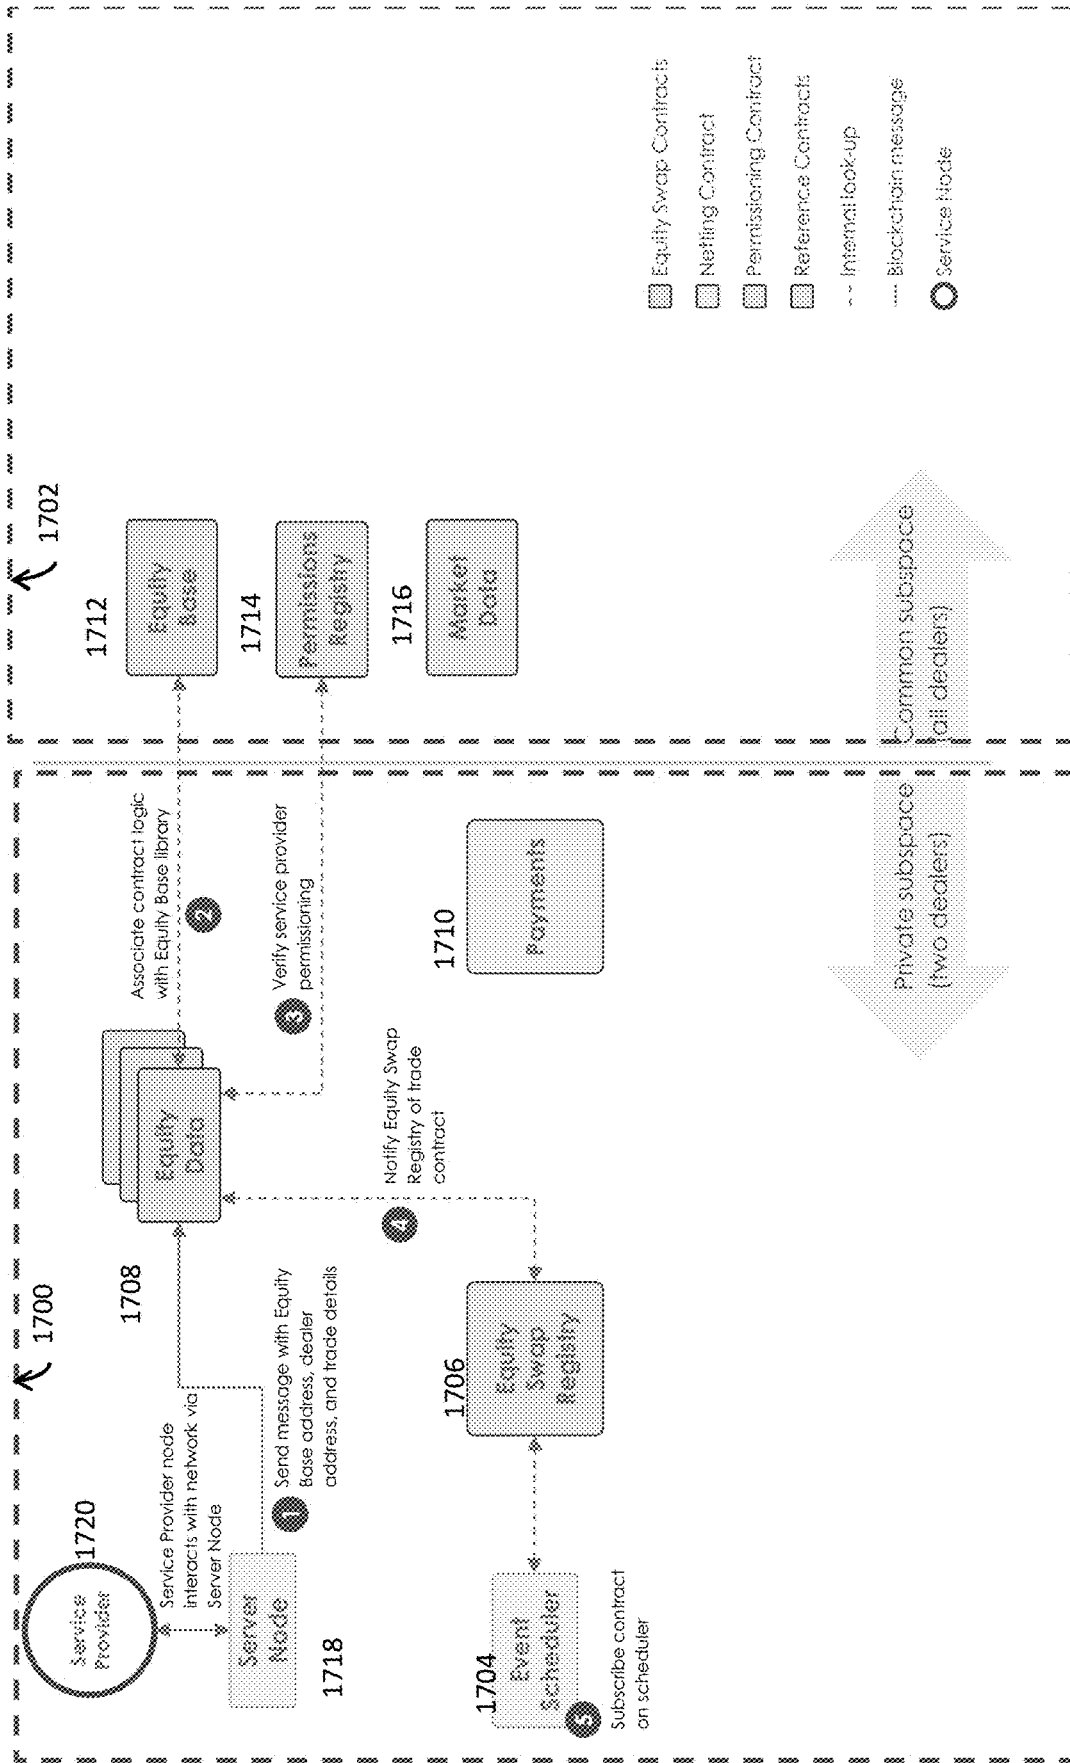 1700
1702
Service
Provider
1720
Service Provider node
interacts with network via
Server Node
Server
Node
1718
1 Send message with Equity
Base address, dealer
address, and trade details
1708
Equity
Data
Associate contract logic
with Equity Base library
2
3 Verify service provider
permissioning
1712
Equity
Base
1714
Permissions
Registry
1716
Market
Data
4 Notify Equity Swap
Registry of trade
contract
1704
Event
Scheduler
5
Subscribe contract
on scheduler
1706
Equity
Swap
Registry
1710
Payments
Private subspace
(two dealers)
Common subspace
(all dealers)
Equity Swap Contracts
Netting Contract
Permissioning Contract
Reference Contracts
Internal look-up
Blockchain message
Service Node